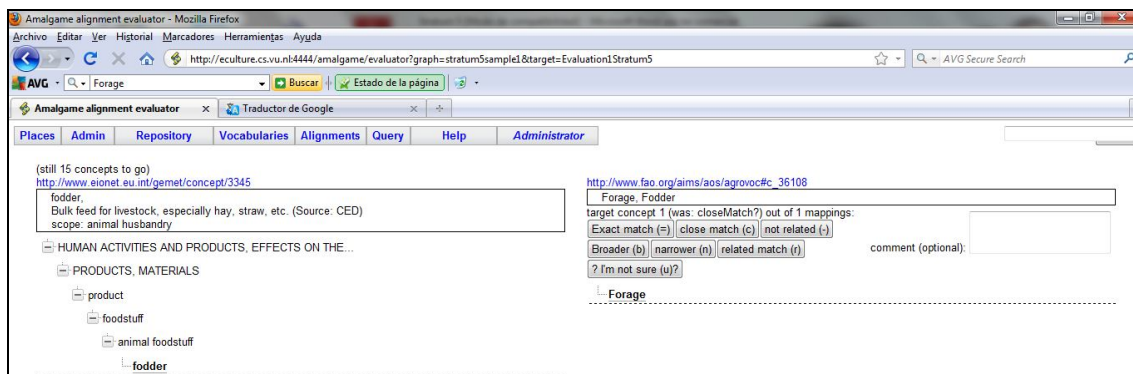 Amalgame alignment evaluator - Mozilla Firefox
Archivo Editar Ver Historial Marcadores Herramientas Ayuda
http://eculture.cs.vu.nl:4444/amalgame/evaluator?graph=stratum5sample1&target=Evaluation1Stratum5
AVG Secure Search
AVG Forage Buscar Estado de la página
Amalgame alignment evaluator x Traductor de Google x
Places Admin Repository Vocabularies Alignments Query Help Administrator
(still 15 concepts to go)
http://www.eionet.eu.int/gemet/concept/3345
fodder,
Bulk feed for livestock, especially hay, straw, etc. (Source: CED)
scope: animal husbandry
HUMAN ACTIVITIES AND PRODUCTS, EFFECTS ON THE...
PRODUCTS, MATERIALS
product
foodstuff
animal foodstuff
fodder
http://www.fao.org/aims/aos/agrovoc#c_36108
Forage, Fodder
target concept 1 (was: closeMatch?) out of 1 mappings:
Exact match (=) close match (c) not related (-)
Broader (b) narrower (n) related match (r)
comment (optional):
? I'm not sure (u)?
Forage